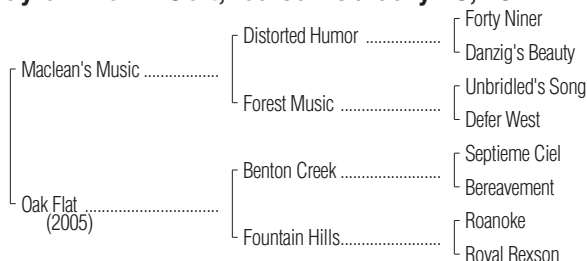 Forty Niner
Distorted Humor ..................
Danzig's Beauty
Maclean's Music ..................
Unbridled's Song
Forest Music ........................
Defer West
Septieme Ciel
Benton Creek ........................
Bereavement
Oak Flat ................................
(2005)
Roanoke
Fountain Hills........................
Royal Rexson